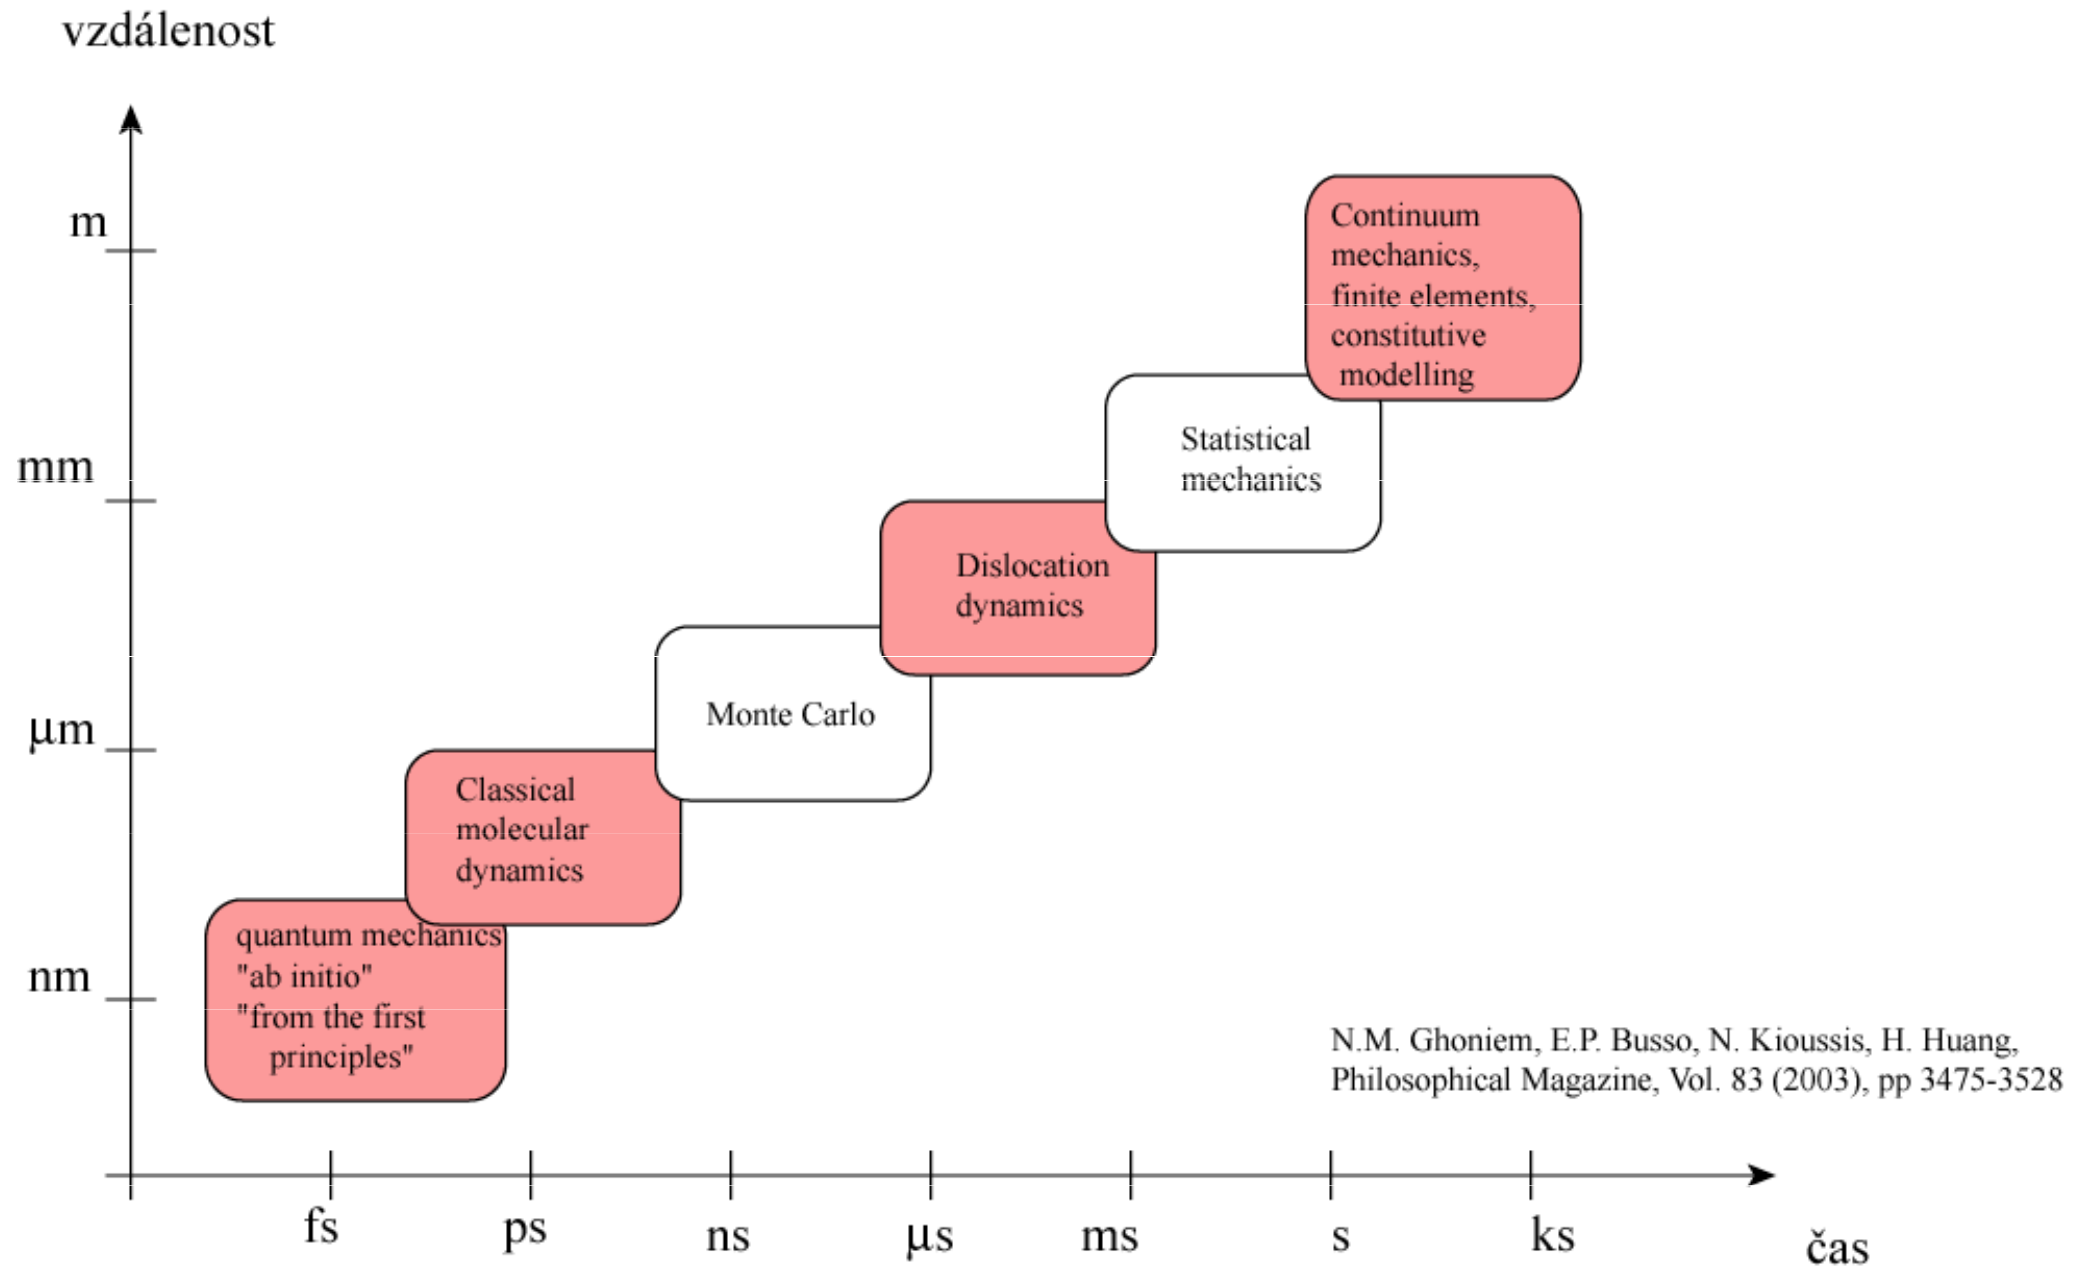 vzdálenost
m
Continuum
mechanics,
finite elements,
constitutive
modelling
mm
Statistical
mechanics
Dislocation
dynamics
µm
Monte Carlo
Classical
molecular
dynamics
nm
quantum mechanics
"ab initio"
"from the first
principles"
N.M. Ghoniem, E.P. Busso, N. Kioussis, H. Huang,
Philosophical Magazine, Vol. 83 (2003), pp 3475-3528
fs ps ns µs ms s ks čas